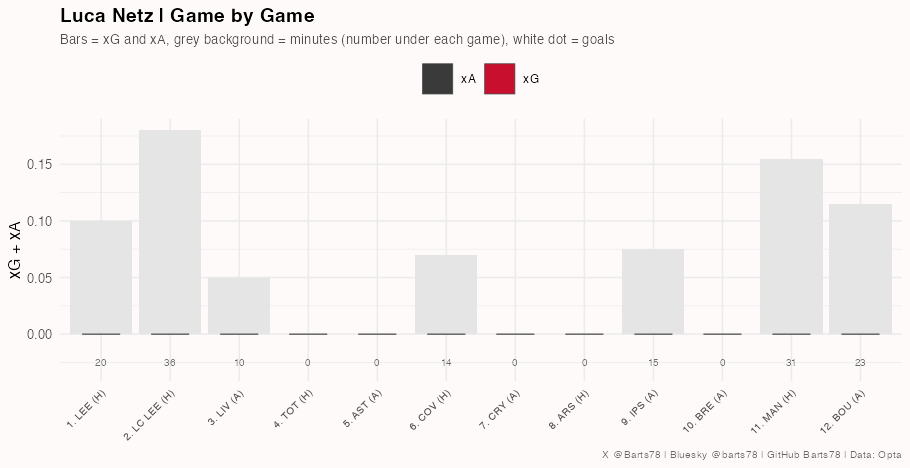 Luca Netz | Game by Game
Bars = xG and xA, grey background = minutes (number under each game), white dot = goals
xA
xG
xG + xA
0.15
0.10
0.05
0.00
20 36 10 0 0 14 0 0 15 0 31 23
1. LEE (H)
2. LC LEE (H)
3. LIV (A)
4. TOT (H)
5. AST (A)
6. COV (H)
7. CRY (A)
8. ARS (H)
9. IPS (A)
10. BRE (A)
11. MAN (H)
12. BOU (A)
X @Barts78 | Bluesky @barts78 | GitHub Barts78 | Data: Opta